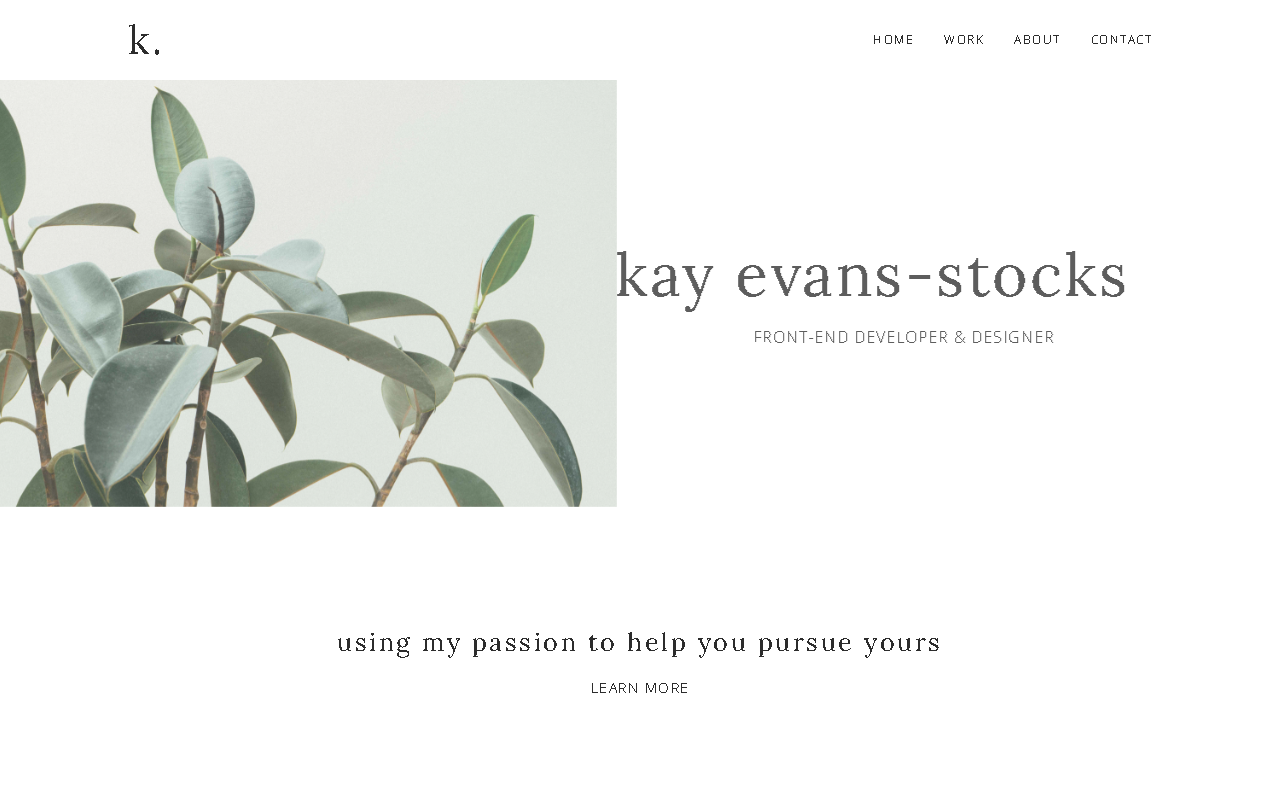 k.
HOME WORK ABOUT CONTACT
kay evans-stocks
FRONT-END DEVELOPER & DESIGNER
using my passion to help you pursue yours
LEARN MORE